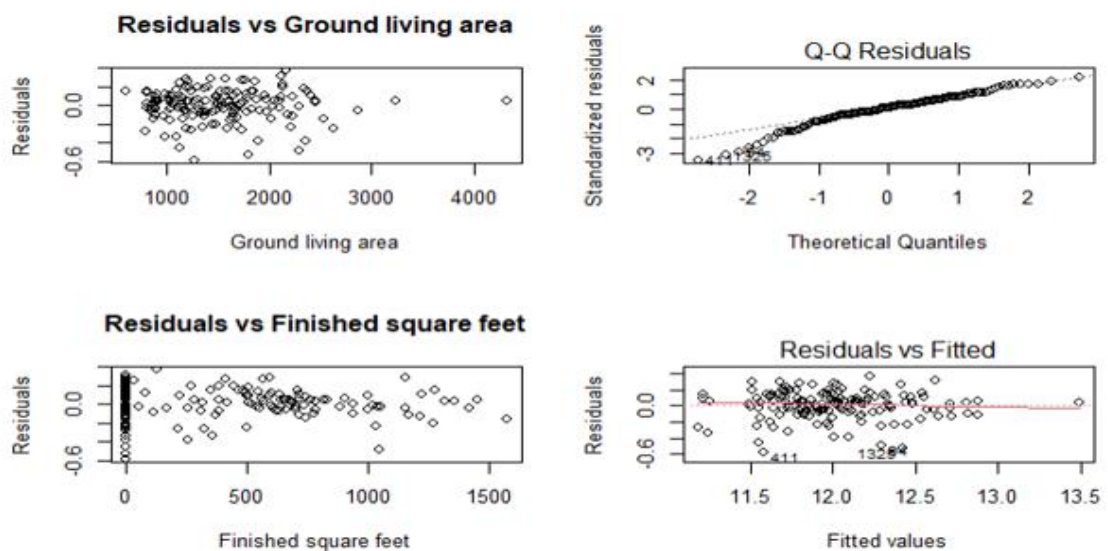 Residuals vs Ground living area
Residuals
0.0
-0.6
1000 2000 3000 4000
Ground living area
Q-Q Residuals
Standardized residuals
2
0
-3
411
-2 -1 0 1 2
Theoretical Quantiles
Residuals vs Finished square feet
Residuals
0.0
-0.6
0 500 1000 1500
Finished square feet
Residuals vs Fitted
Residuals
0.0
-0.6
411
11.5 12.0 12.5 13.0 13.5
Fitted values